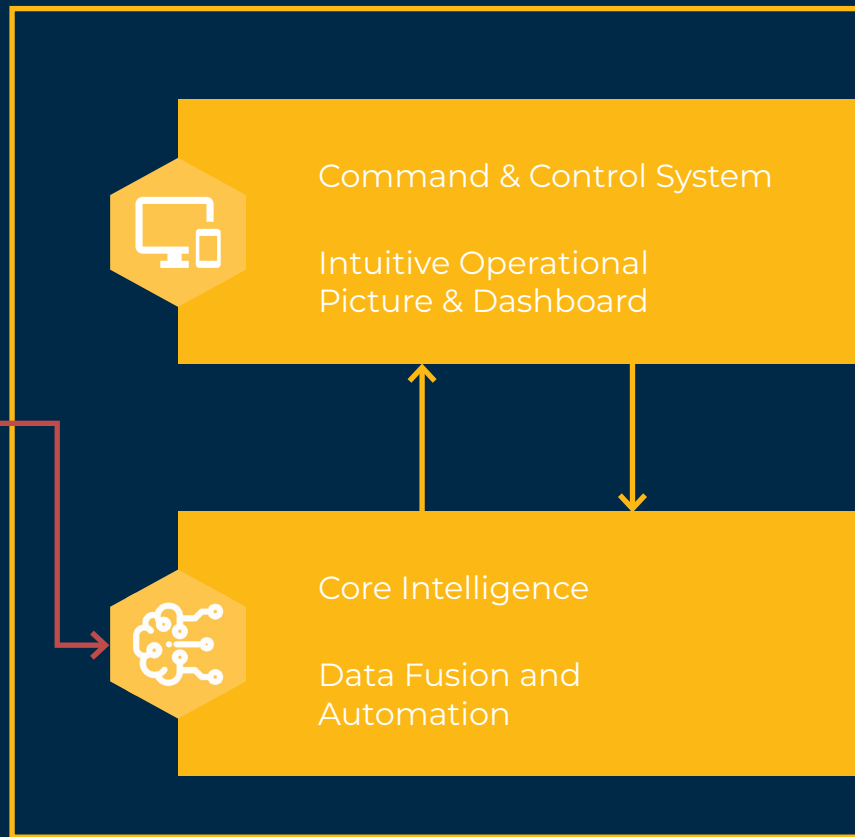 Command & Control System
Intuitive Operational
Picture & Dashboard
Core Intelligence
Data Fusion and
Automation